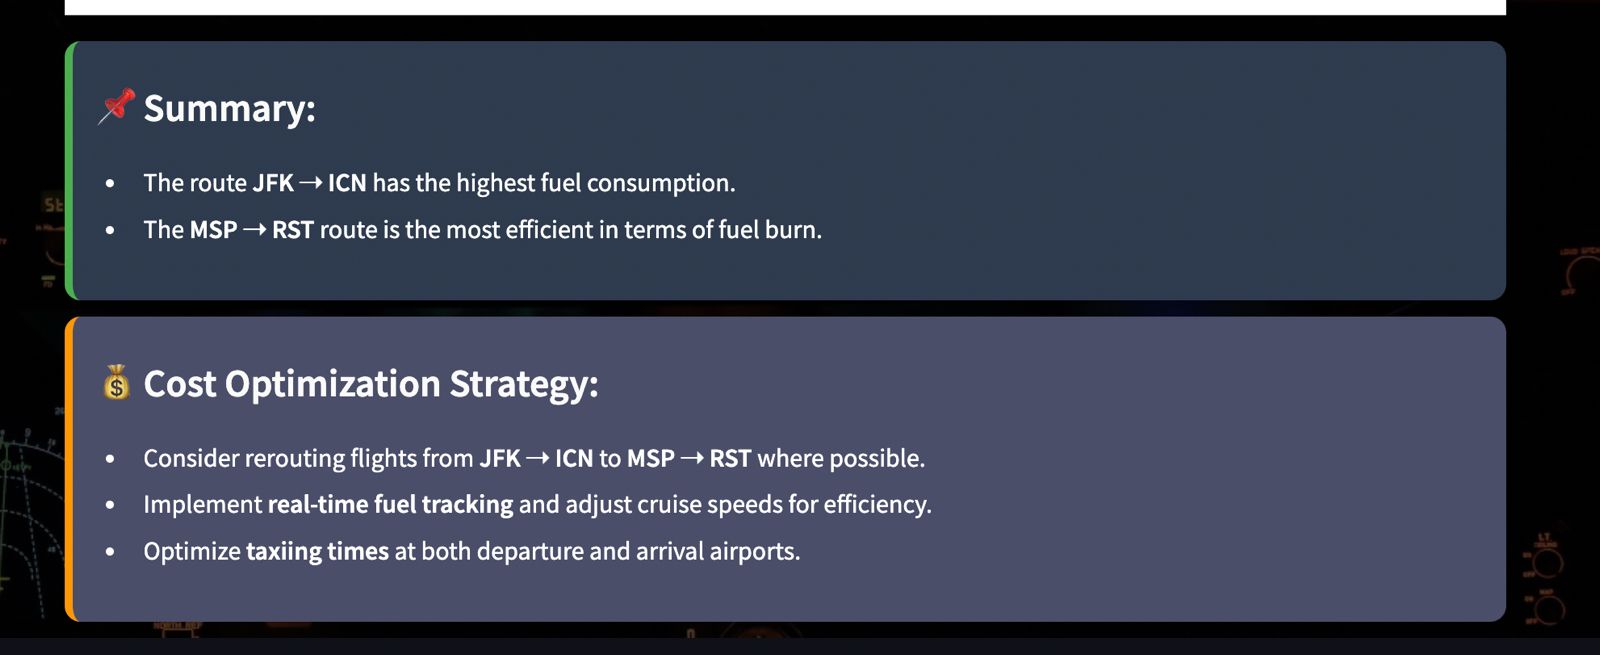 📌 Summary:
• The route JFK → ICN has the highest fuel consumption.
• The MSP → RST route is the most efficient in terms of fuel burn.
💰 Cost Optimization Strategy:
• Consider rerouting flights from JFK → ICN to MSP → RST where possible.
• Implement real-time fuel tracking and adjust cruise speeds for efficiency.
• Optimize taxiing times at both departure and arrival airports.
LT
NORTH REF